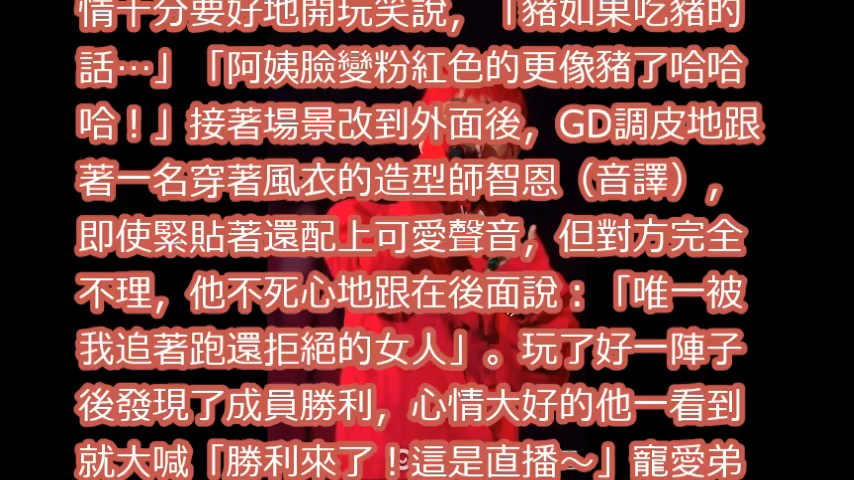 情十分要好地開玩笑說，「豬如果吃豬的
話…」「阿姨臉變粉紅色的更像豬了哈哈
哈！」接著場景改到外面後，GD調皮地跟
著一名穿著風衣的造型師智恩（音譯），
即使緊貼著還配上可愛聲音，但對方完全
不理，他不死心地跟在後面說：「唯一被
我追著跑還拒絕的女人」。玩了好一陣子
後發現了成員勝利，心情大好的他一看到
就大喊「勝利來了！這是直播～」寵愛弟